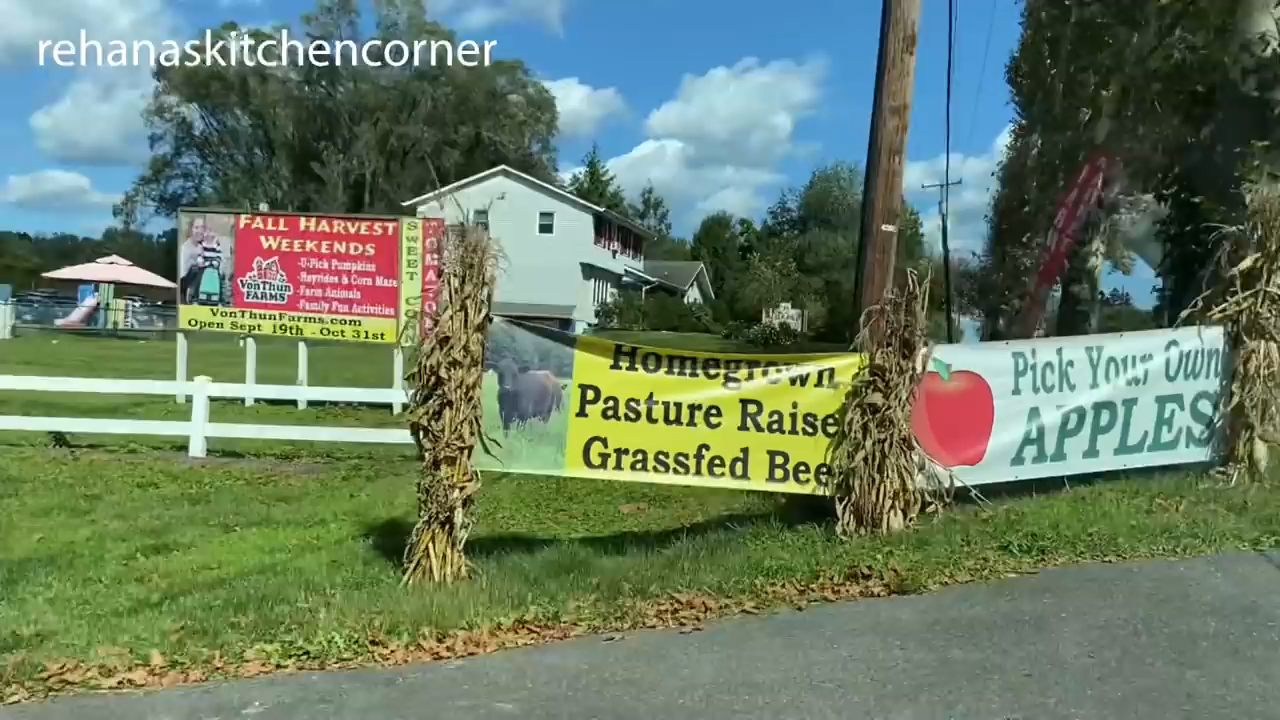 rehanaskitchencorner
FALL HARVEST
WEEKENDS
-U-Pick Pumpkins
-Hayrides & Corn Maze
-Farm Animals
-Family Fun Activities
VONTHUN
FARMS
VonThunFarms.com
Open Sept 19th - Oct 31st
SWEET
Homegrown
Pasture Raise
Grassfed Bee
Pick Your Own
APPLES